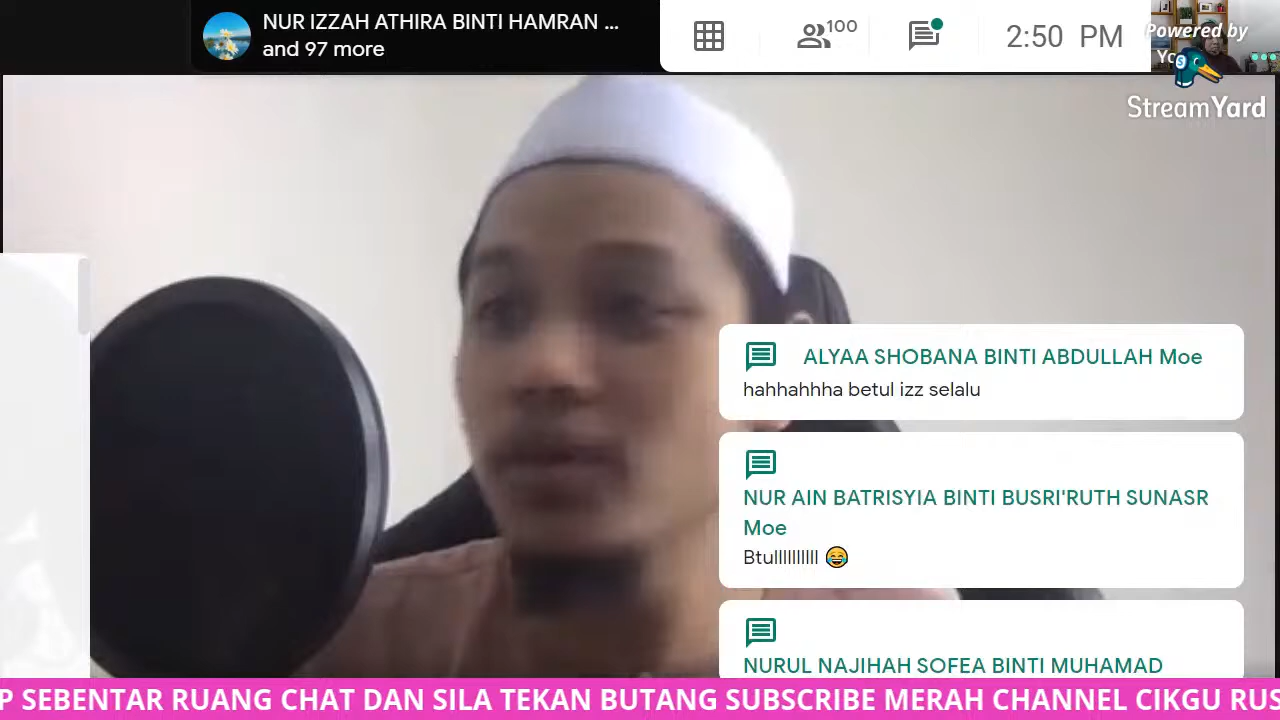 NUR IZZAH ATHIRA BINTI HAMRAN ...
and 97 more
100
2:50 PM
Powered by
StreamYard
ALYAA SHOBANA BINTI ABDULLAH Moe
hahhahhha betul izz selalu
NUR AIN BATRISYIA BINTI BUSRI'RUTH SUNASR
Moe
Btulllllllll 😂
NURUL NAJIHAH SOFEA BINTI MUHAMAD
P SEBENTAR RUANG CHAT DAN SILA TEKAN BUTANG SUBSCRIBE MERAH CHANNEL CIKGU RUS